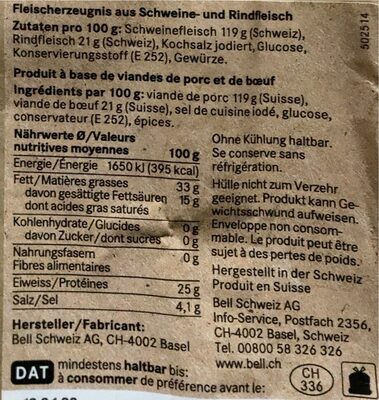 Fleischerzeugnis aus Schweine- und Rindfleisch
Zutaten pro 100 g: Schweinefleisch 119 g (Schweiz),
Rindfleisch 21 g (Schweiz), Kochsalz jodiert, Glucose,
Konservierungsstoff (E 252), Gewürze.
502514
Produit à base de viandes de porc et de bœuf
Ingrédients par 100 g: viande de porc 119 g (Suisse),
viande de bœuf 21 g (Suisse), sel de cuisine iodé, glucose,
conservateur (E 252), épices.
Nährwerte Ø/Valeurs
nutritives moyennes 100 g
Energie/Énergie 1650 kJ (395 kcal)
Fett/Matières grasses 33 g
davon gesättigte Fettsäuren 15 g
dont acides gras saturés
Kohlenhydrate/Glucides 0 g
davon Zucker/dont sucres 0 g
Nahrungsfasern 0 g
Fibres alimentaires
Eiweiss/Protéines 25 g
Salz/Sel 4,1 g
Hersteller/Fabricant:
Bell Schweiz AG, CH-4002 Basel
Ohne Kühlung haltbar.
Se conserve sans
réfrigération.
Hülle nicht zum Verzehr
geeignet. Produkt kann Ge-
wichtsschwund aufweisen.
Enveloppe non consom-
mable. Le produit peut être
sujet à des pertes de poids.
Hergestellt in der Schweiz
Produit en Suisse
Bell Schweiz AG
Info-Service, Postfach 2356,
CH-4002 Basel, Schweiz
Tel. 00800 58 326 326
www.bell.ch
DAT mindestens haltbar bis:
à consommer de préférence avant le:
CH
336